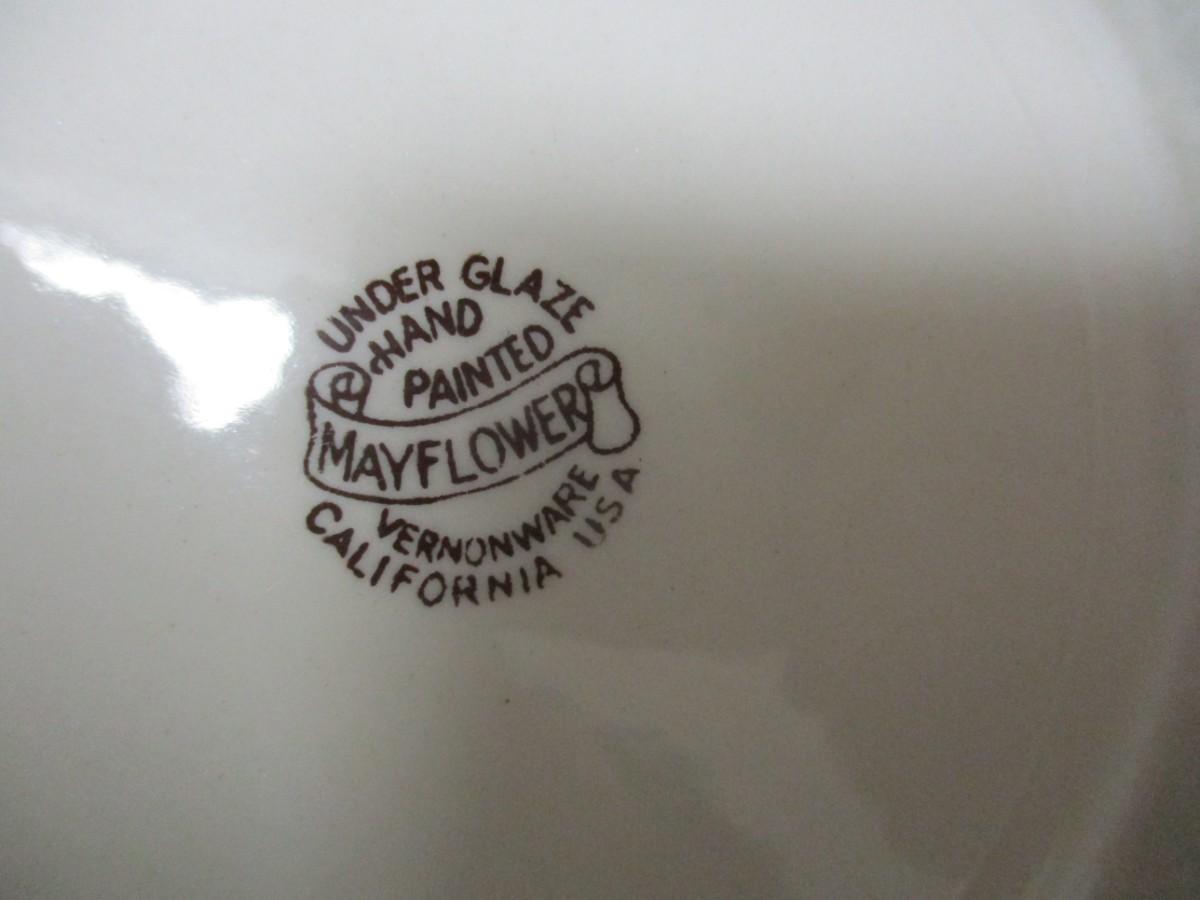 UNDER GLAZE
HAND
PAINTED
MAYFLOWER
VERNONWARE
CALIFORNIA USA